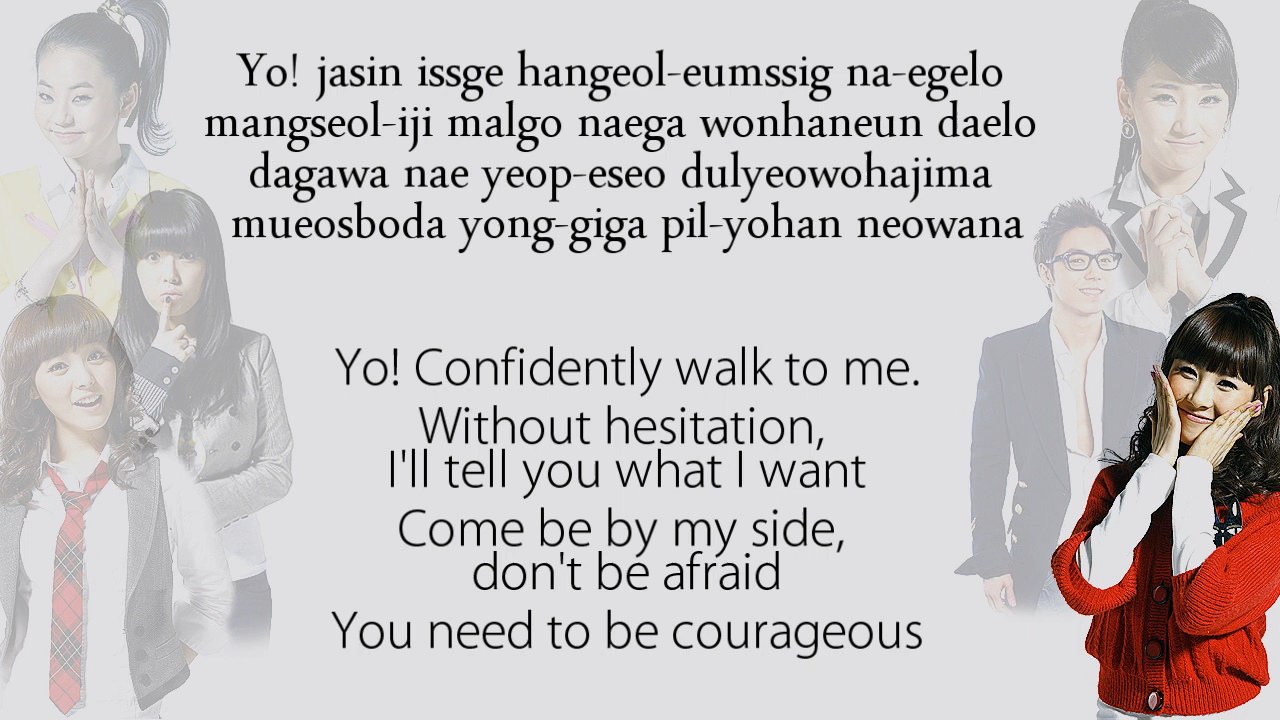 Yo! jasin issge hangeol-eumssig na-egelo
mangseol-iji malgo naega wonhaneun daelo
dagawa nae yeop-eseo dulyeowohajima
mueosboda yong-giga pil-yohan neowana
Yo! Confidently walk to me.
Without hesitation,
I'll tell you what I want
Come be by my side,
don't be afraid
You need to be courageous